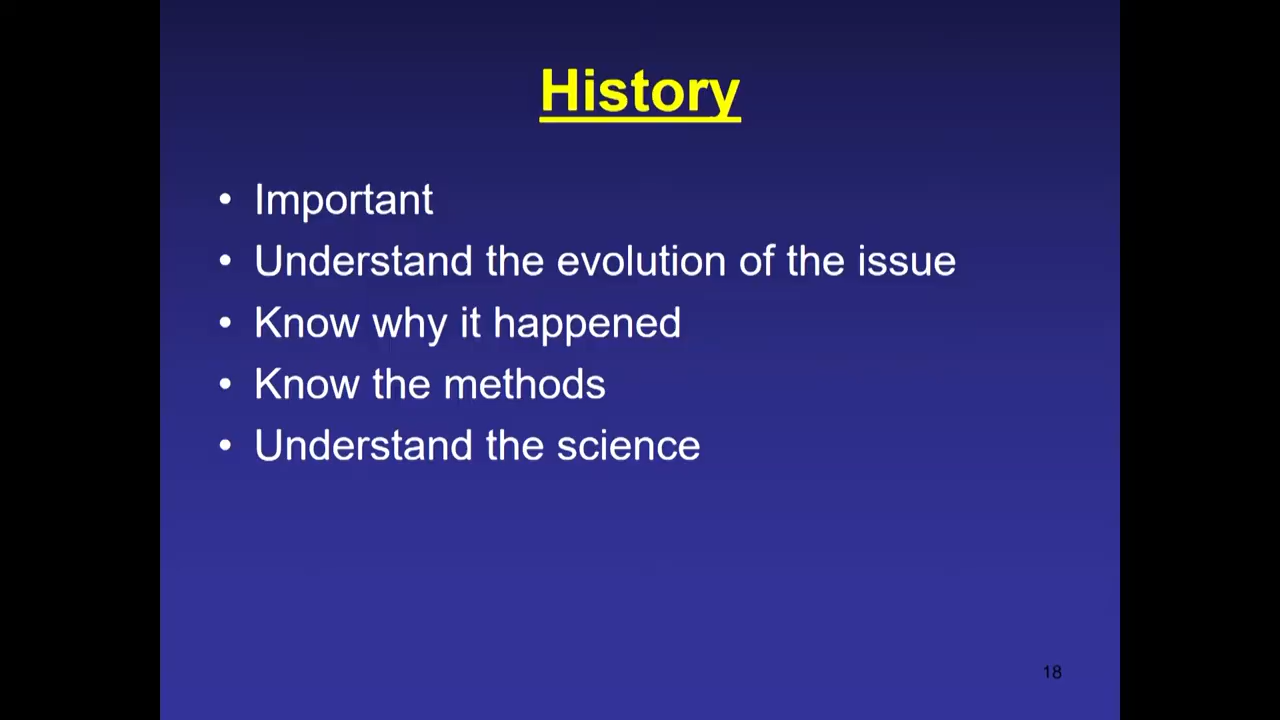 History
• Important
• Understand the evolution of the issue
• Know why it happened
• Know the methods
• Understand the science
18